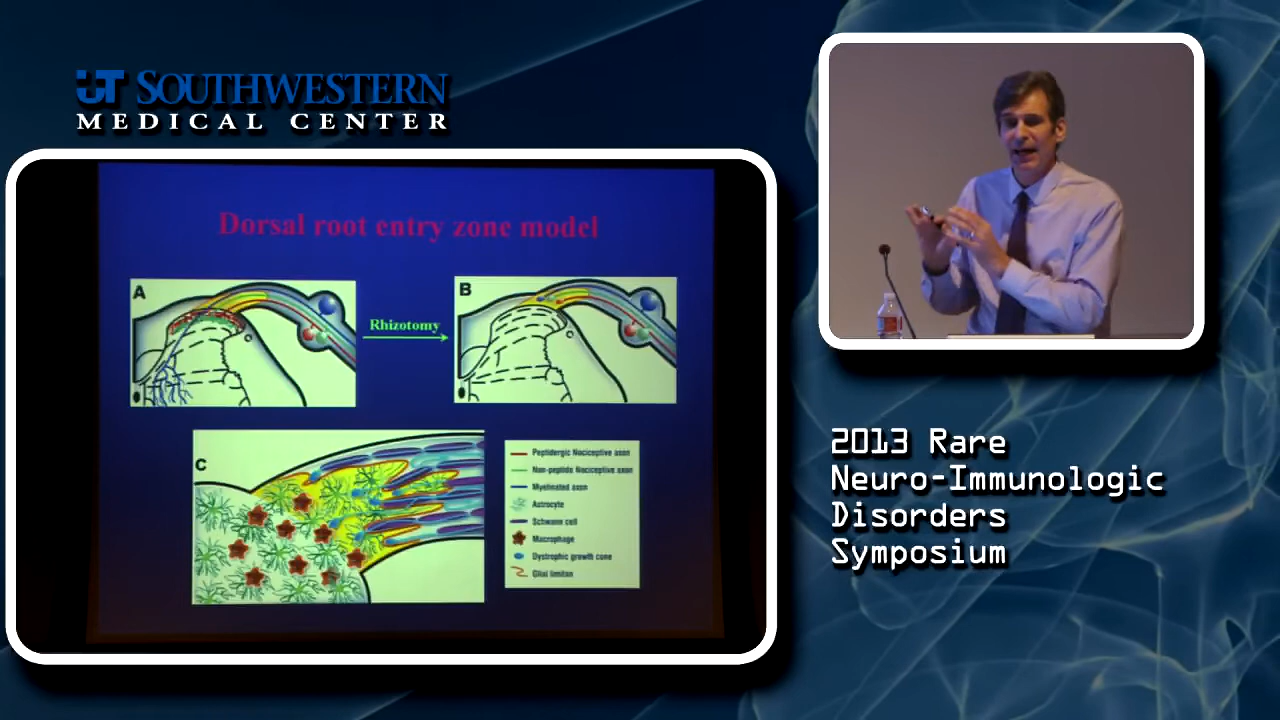 UT SOUTHWESTERN
MEDICAL CENTER
Dorsal root entry zone model
A
Rhizotomy
B
C
Peptidergic Nociceptive axon
Non-peptide Nociceptive axon
Myelinated axon
Astrocyte
Schwann cell
Macrophage
Dystrophic growth cone
Glial limitan
2013 Rare
Neuro-Immunologic
Disorders
Symposium